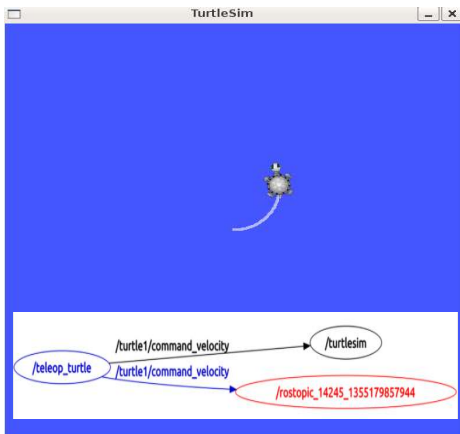 TurtleSim
/turtle1/command_velocity
/turtlesim
/teleop_turtle
/turtle1/command_velocity
/rostopic_14245_1355179857944